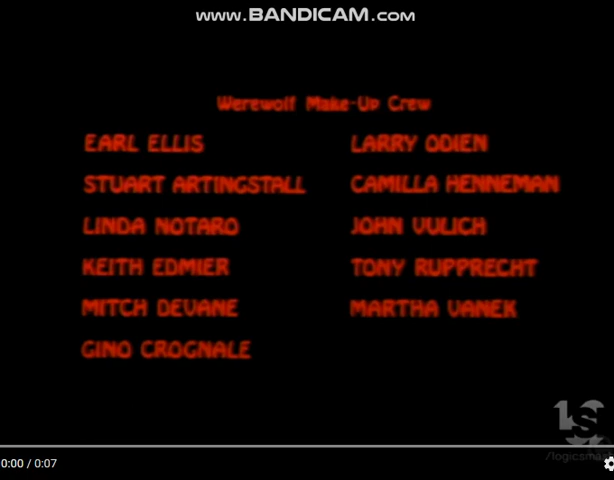 www.BANDICAM.com
Werewolf Make-Up Crew
EARL ELLIS
LARRY ODIEN
STUART ARTINGSTALL
CAMILLA HENNEMAN
LINDA NOTARO
JOHN VULICH
KEITH EDMIER
TONY RUPPRECHT
MITCH DEVANE
MARTHA VANEK
GINO CROGNALE
1S
0:00 / 0:07